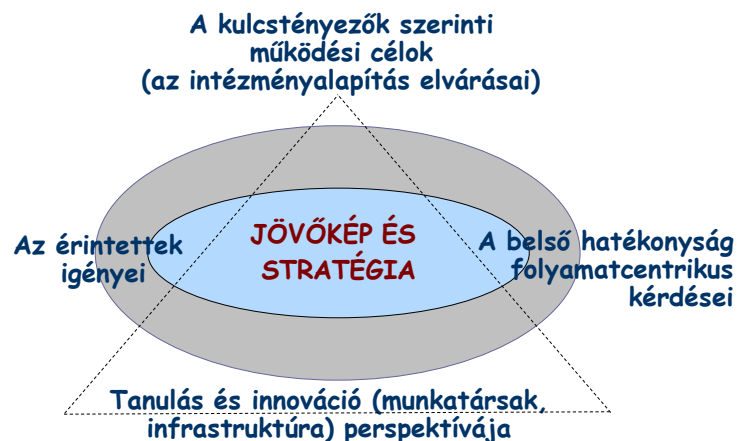 A kulcstényezők szerinti
működési célok
(az intézményalapítás elvárásai)
Az érintettek
igényei
JÖVŐKÉP ÉS
STRATÉGIA
A belső hatékonyság
folyamatcentrikus
kérdései
Tanulás és innováció (munkatársak,
infrastruktúra) perspektívája